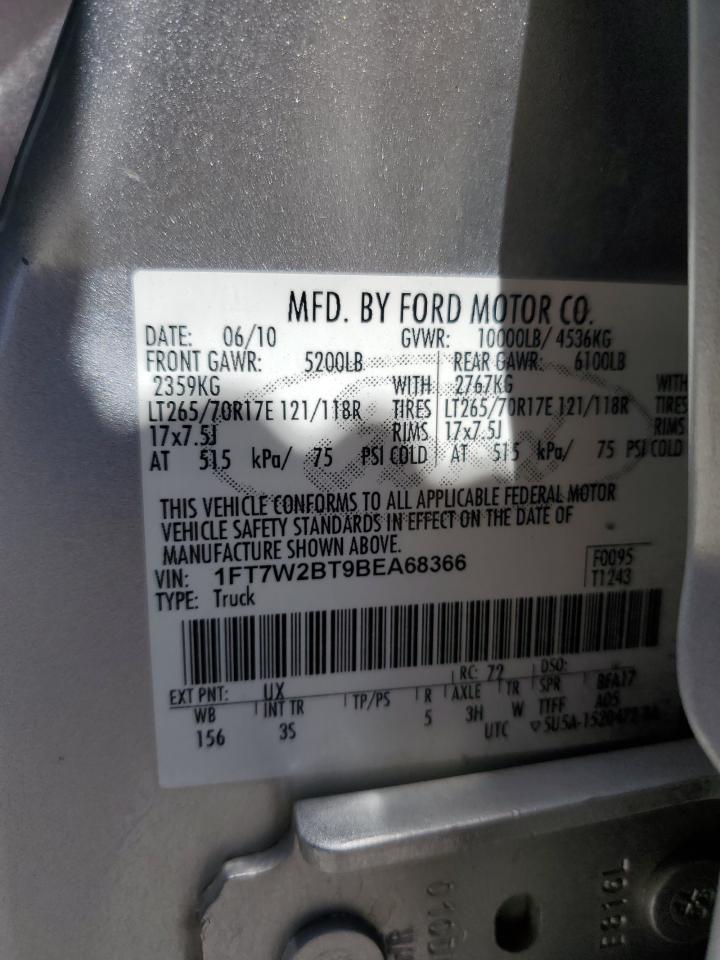 MFD. BY FORD MOTOR CO.
DATE: 06/10 GVWR: 10000LB/ 4536KG
FRONT GAWR: 5200LB REAR GAWR: 6100LB
2359KG WITH 2767KG WITH
LT265/70R17E 121/118R TIRES LT265/70R17E 121/118R TIRES
17x7.5J RIMS 17x7.5J RIMS
AT 515 kPa/ 75 PSI COLD AT 515 kPa/ 75 PSI COLD
THIS VEHICLE CONFORMS TO ALL APPLICABLE FEDERAL MOTOR
VEHICLE SAFETY STANDARDS IN EFFECT ON THE DATE OF
MANUFACTURE SHOWN ABOVE.
VIN: 1FT7W2BT9BEA68366 F0095
TYPE: Truck T1243
EXT PNT: UX RC: 72 DSO:
WB INT TR TP/PS R AXLE TR SPR BFA17
156 3S 5 3H W TTFF A05
UTC
E816L